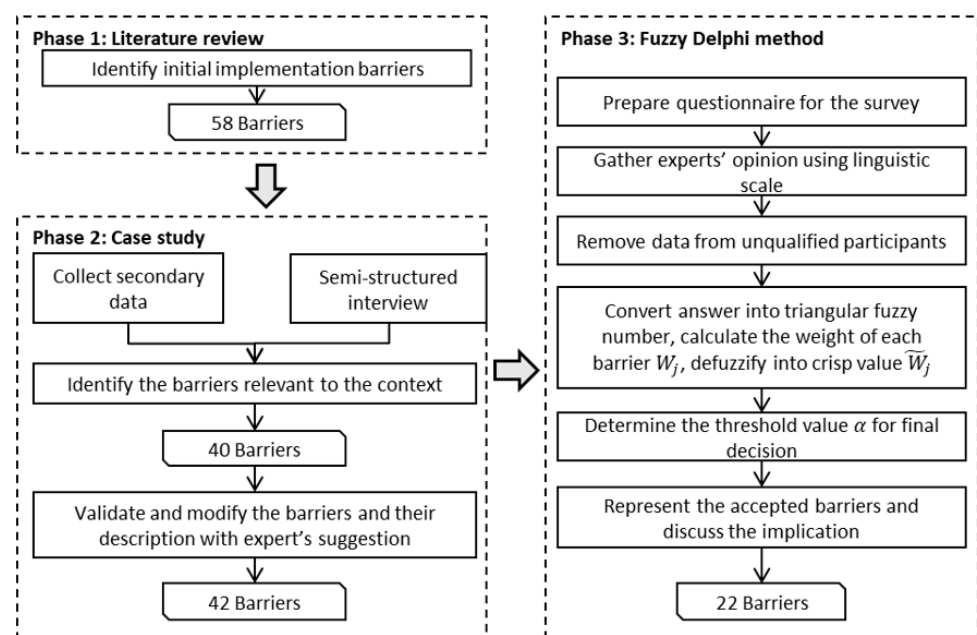 Phase 1: Literature review
Identify initial implementation barriers
58 Barriers
Phase 2: Case study
Collect secondary
data
Semi-structured
interview
Identify the barriers relevant to the context
40 Barriers
Validate and modify the barriers and their
description with expert's suggestion
42 Barriers
Phase 3: Fuzzy Delphi method
Prepare questionnaire for the survey
Gather experts' opinion using linguistic
scale
Remove data from unqualified participants
Convert answer into triangular fuzzy
number, calculate the weight of each
barrier W_j, defuzzify into crisp value W̃_j
Determine the threshold value α for final
decision
Represent the accepted barriers and
discuss the implication
22 Barriers